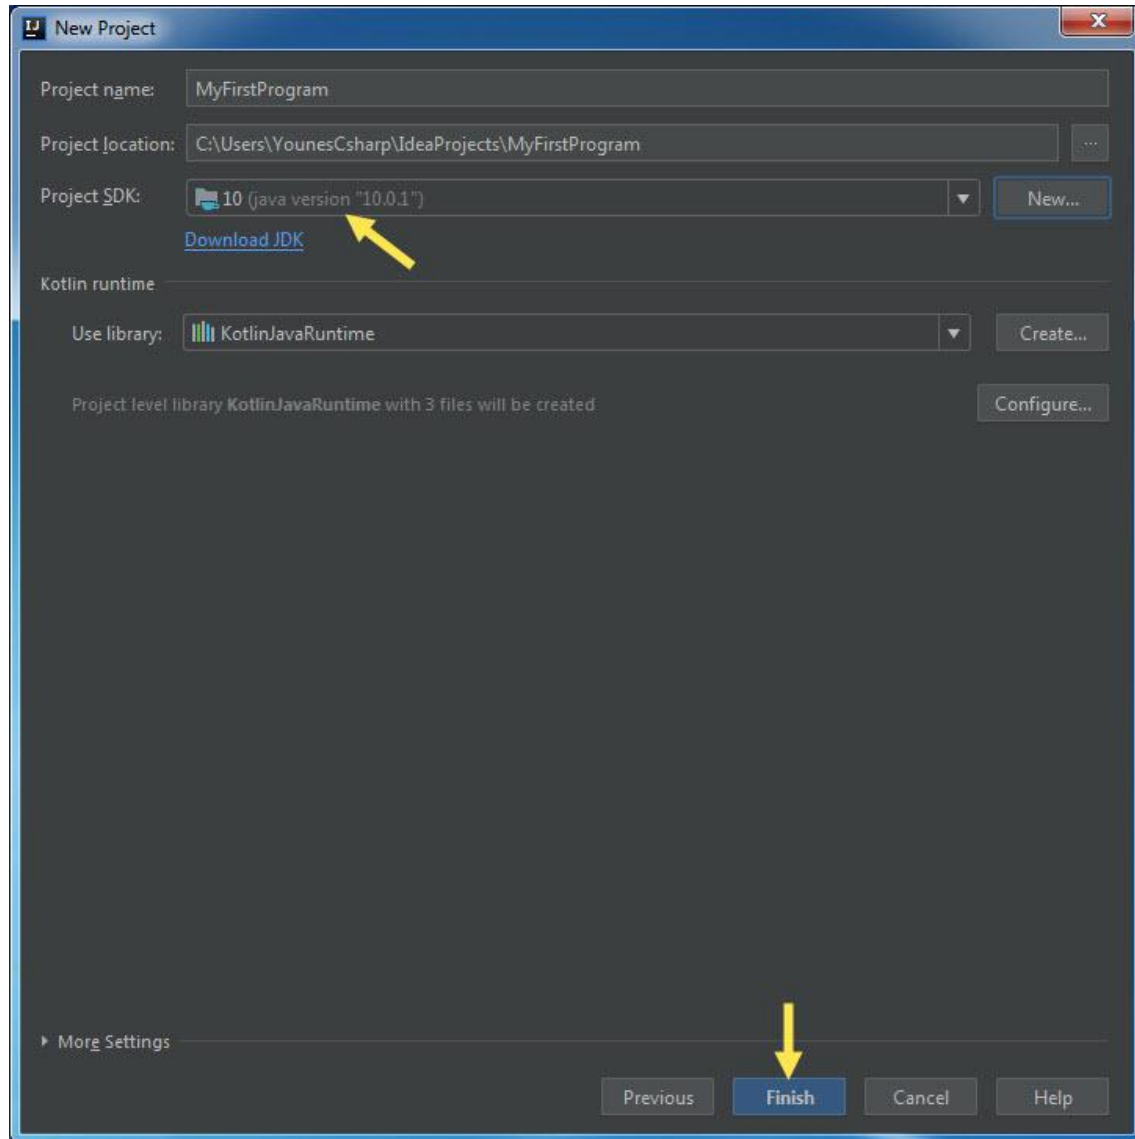 New Project
Project name: MyFirstProgram
Project location: C:\Users\YounesCsharp\IdeaProjects\MyFirstProgram ...
Project SDK: 10 (java version "10.0.1") New...
Download JDK
Kotlin runtime
Use library: KotlinJavaRuntime Create...
Project level library KotlinJavaRuntime with 3 files will be created Configure...
More Settings
Previous Finish Cancel Help